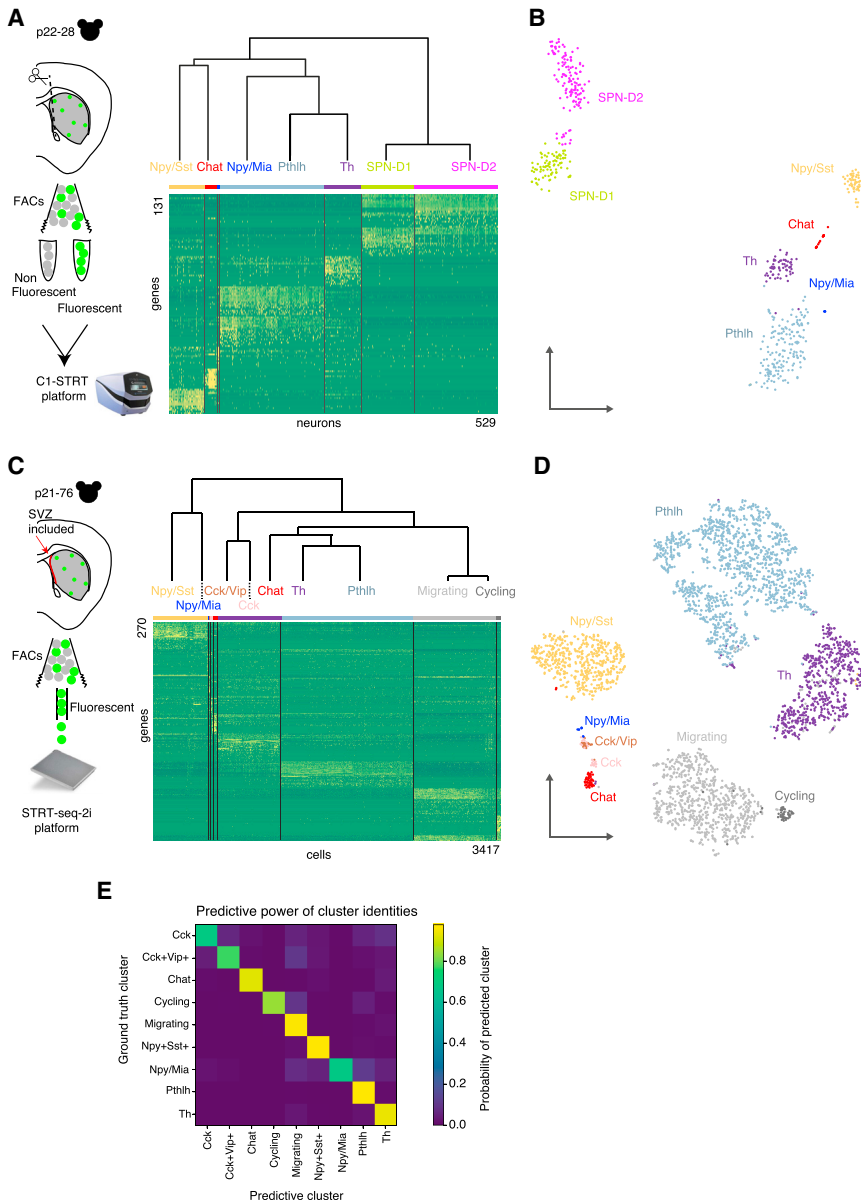 A
p22-28
FACs
Non
Fluorescent
Fluorescent
C1-STRT
platform
Npy/Sst Chat Npy/Mia Pthlh Th SPN-D1 SPN-D2
131
genes
neurons
529
B
SPN-D2
SPN-D1
Npy/Sst
Chat
Th
Npy/Mia
Pthlh
C
p21-76
SVZ
included
FACs
Fluorescent
STRT-seq-2i
platform
Npy/Sst Cck/Vip Chat Th Pthlh Migrating Cycling
Npy/Mia Cck
270
genes
cells
3417
D
Pthlh
Npy/Sst
Th
Npy/Mia
Cck/Vip
Cck
Chat
Migrating
Cycling
E
Predictive power of cluster identities
Ground truth cluster
Cck
Cck+Vip+
Chat
Cycling
Migrating
Npy+Sst+
Npy/Mia
Pthlh
Th
Cck
Cck+Vip+
Chat
Cycling
Migrating
Npy+Sst+
Npy/Mia
Pthlh
Th
Predictive cluster
0.8
0.6
0.4
0.2
0.0
Probability of predicted cluster